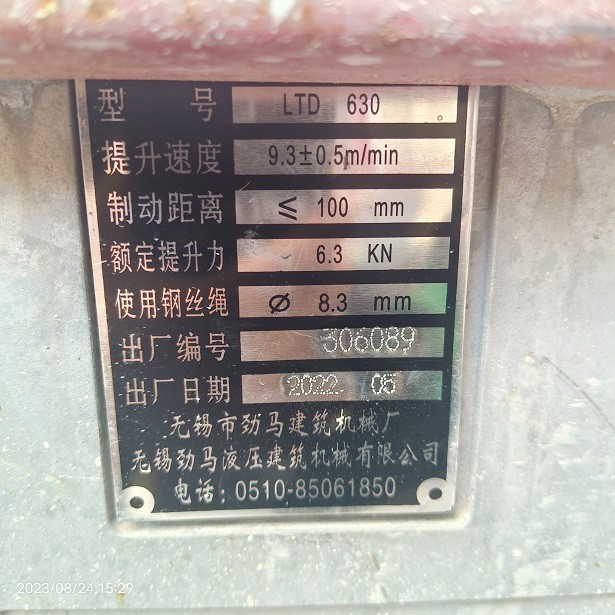 型 号 LTD 630
提升速度 9.3±0.5m/min
制动距离 ≤ 100 mm
额定提升力 6.3 KN
使用钢丝绳 Ø 8.3 mm
出厂编号 306089
出厂日期 2022. 05
无锡市劲马建筑机械厂
无锡劲马液压建筑机械有限公司
电话: 0510-85061850
2023/08/24,15:29